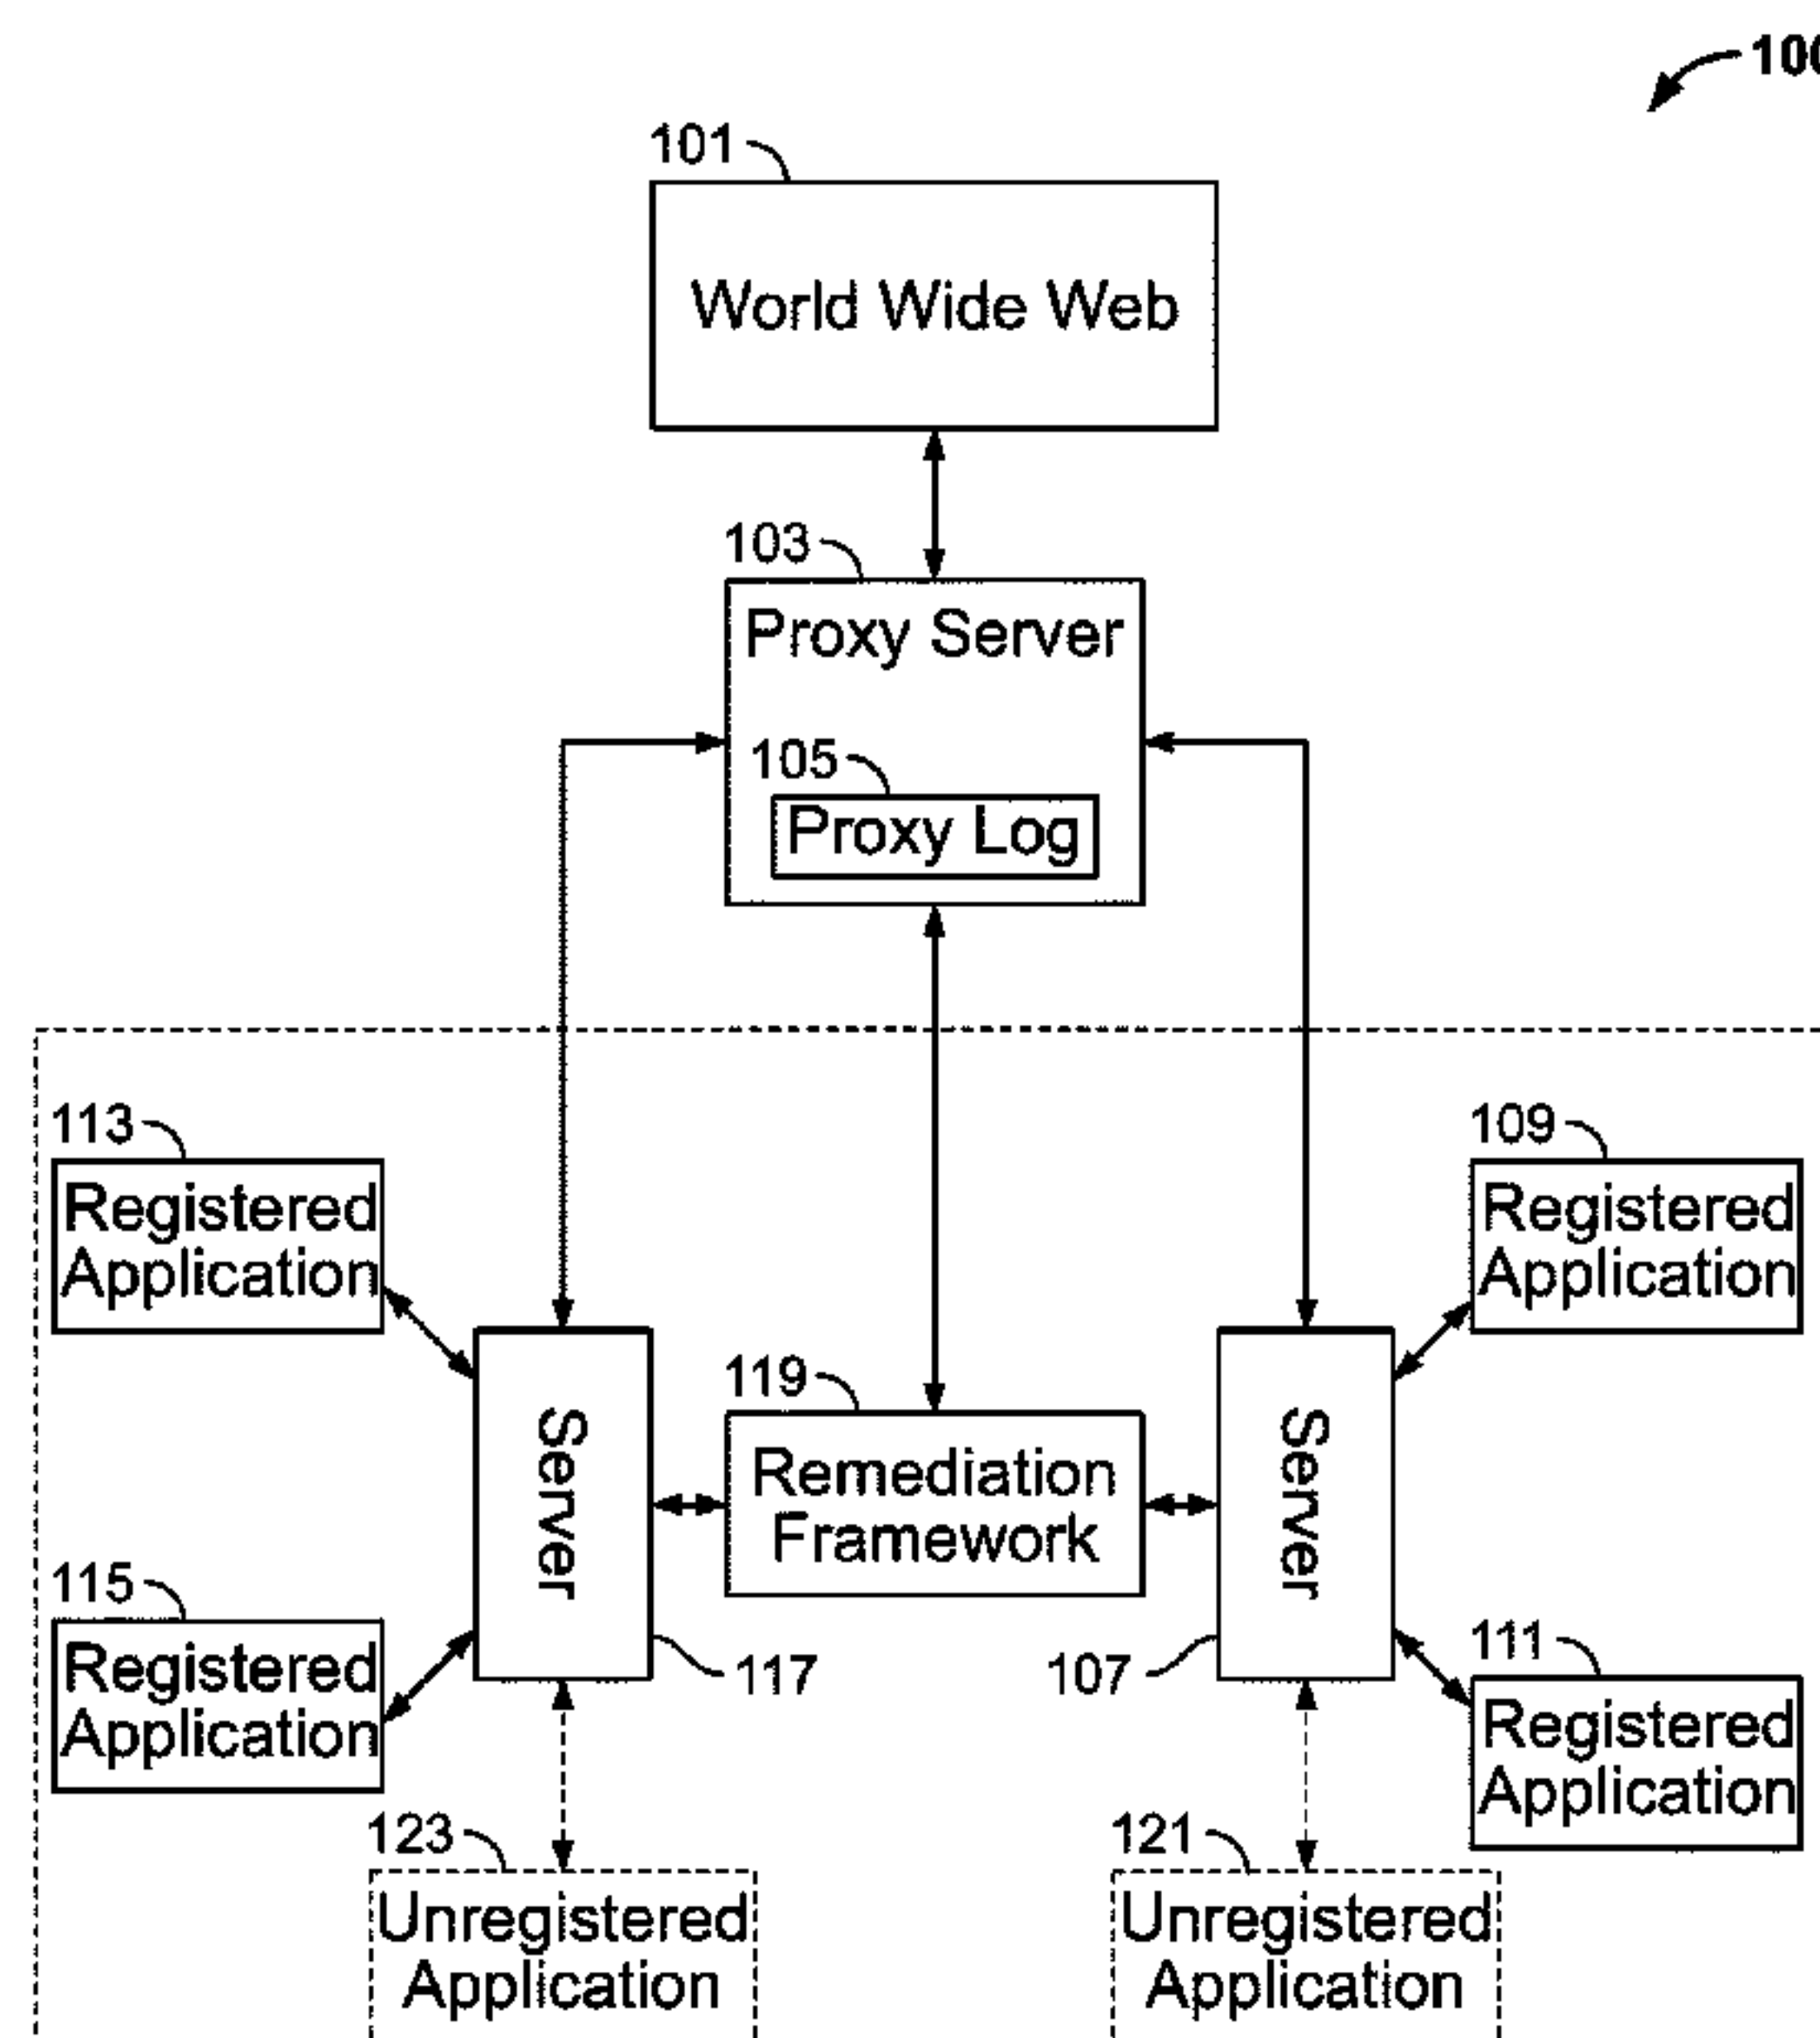 100
101
World Wide Web
103
Proxy Server
105
Proxy Log
113
Registered
Application
109
Registered
Application
Server
119
Remediation
Framework
Server
115
Registered
Application
117
107
111
Registered
Application
123
Unregistered
Application
121
Unregistered
Application